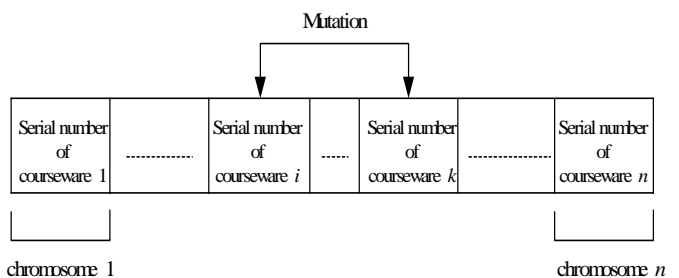 Mutation
Serial number
of
courseware 1
Serial number
of
courseware i
Serial number
of
courseware k
Serial number
of
courseware n
chromosome 1
chromosome n